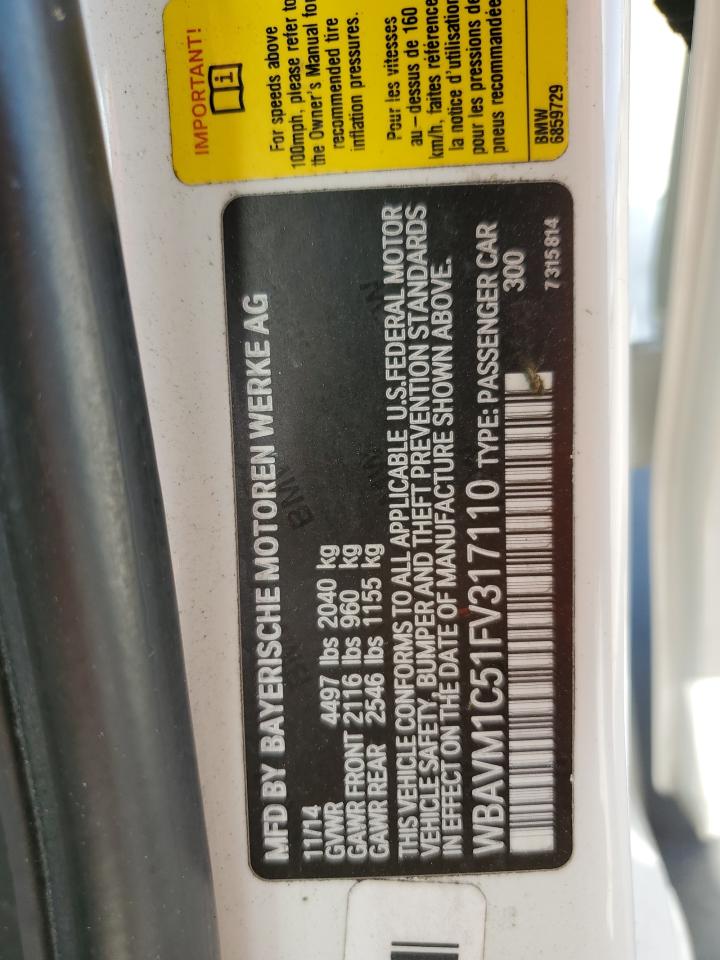 IMPORTANT!
i
For speeds above
100mph, please refer to
the Owner's Manual for
recommended tire
inflation pressures.
Pour les vitesses
au-dessus de 160
km/h, faites référence
la notice d'utilisation
pour les pressions de
pneus recommandées
BMW
6859729
MFD BY BAYERISCHE MOTOREN WERKE AG
11/14
GVWR 4497 lbs 2040 kg
GAWR FRONT 2116 lbs 960 kg
GAWR REAR 2546 lbs 1155 kg
THIS VEHICLE CONFORMS TO ALL APPLICABLE U.S.FEDERAL MOTOR
VEHICLE SAFETY, BUMPER AND THEFT PREVENTION STANDARDS
IN EFFECT ON THE DATE OF MANUFACTURE SHOWN ABOVE.
WBAVM1C51FV317110 TYPE: PASSENGER CAR
300
7315814
BMW